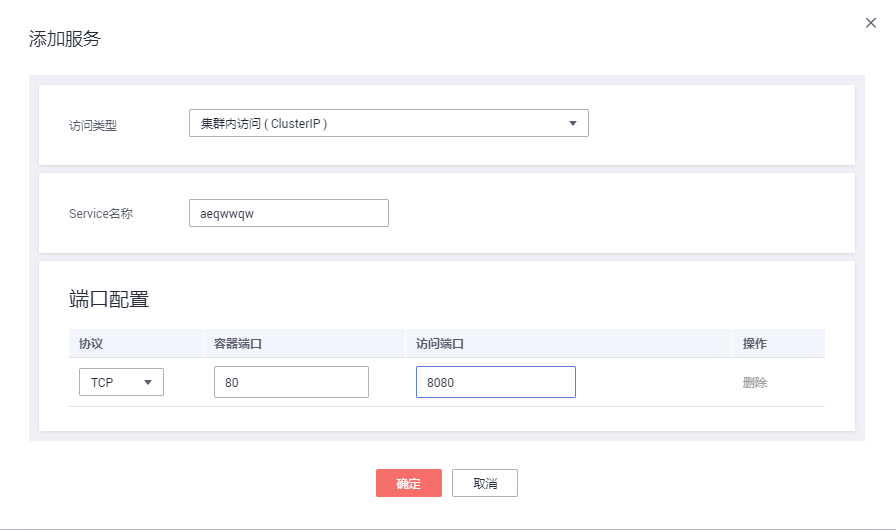 添加服务
访问类型 集群内访问 ( ClusterIP )
Service名称 aeqwwqw
端口配置
协议 容器端口 访问端口 操作
TCP 80 8080 删除
确定 取消